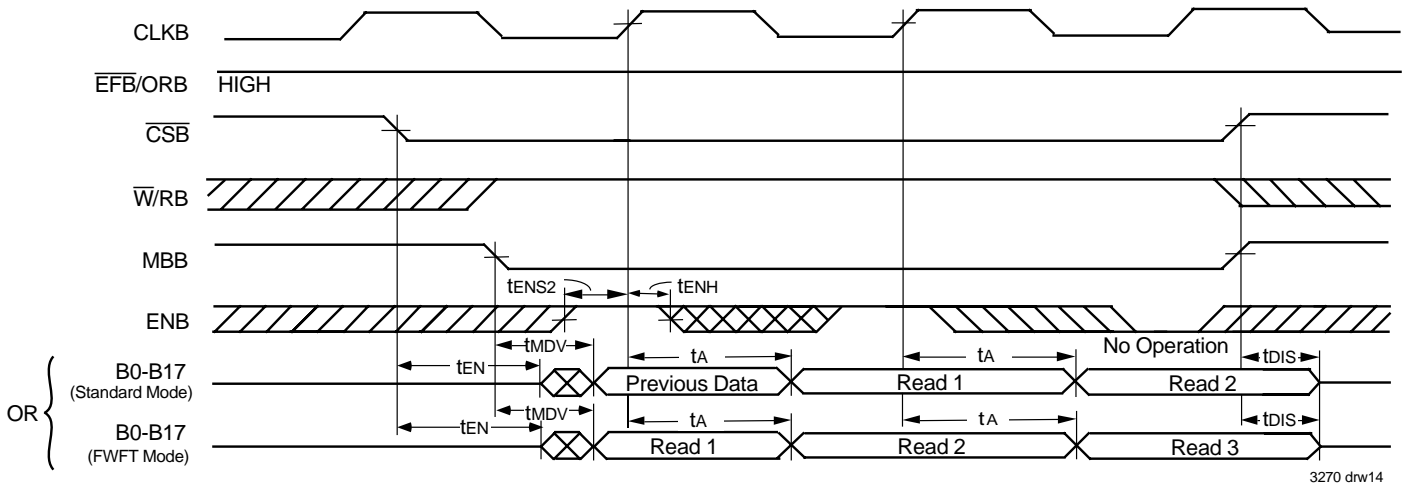 CLKB
EFB/ORB HIGH
CSB
W/RB
MBB
tENS2 tENH
ENB
No Operation
tMDV tA tA
tEN tDIS
B0-B17
(Standard Mode)
Previous Data Read 1 Read 2
OR
tMDV tA tA
tEN tDIS
B0-B17
(FWFT Mode)
Read 1 Read 2 Read 3
3270 drw14